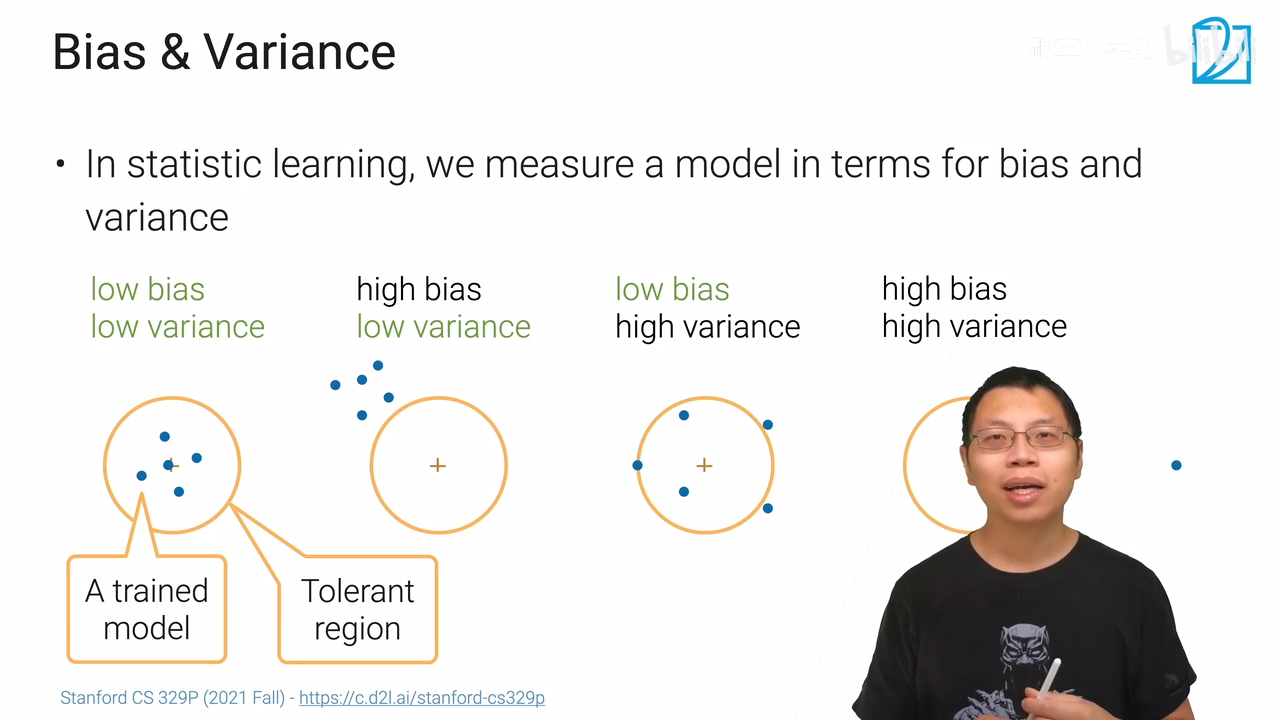 Bias & Variance
• In statistic learning, we measure a model in terms for bias and
variance
low bias
low variance
high bias
low variance
low bias
high variance
high bias
high variance
A trained
model
Tolerant
region
Stanford CS 329P (2021 Fall) - https://c.d2l.ai/stanford-cs329p